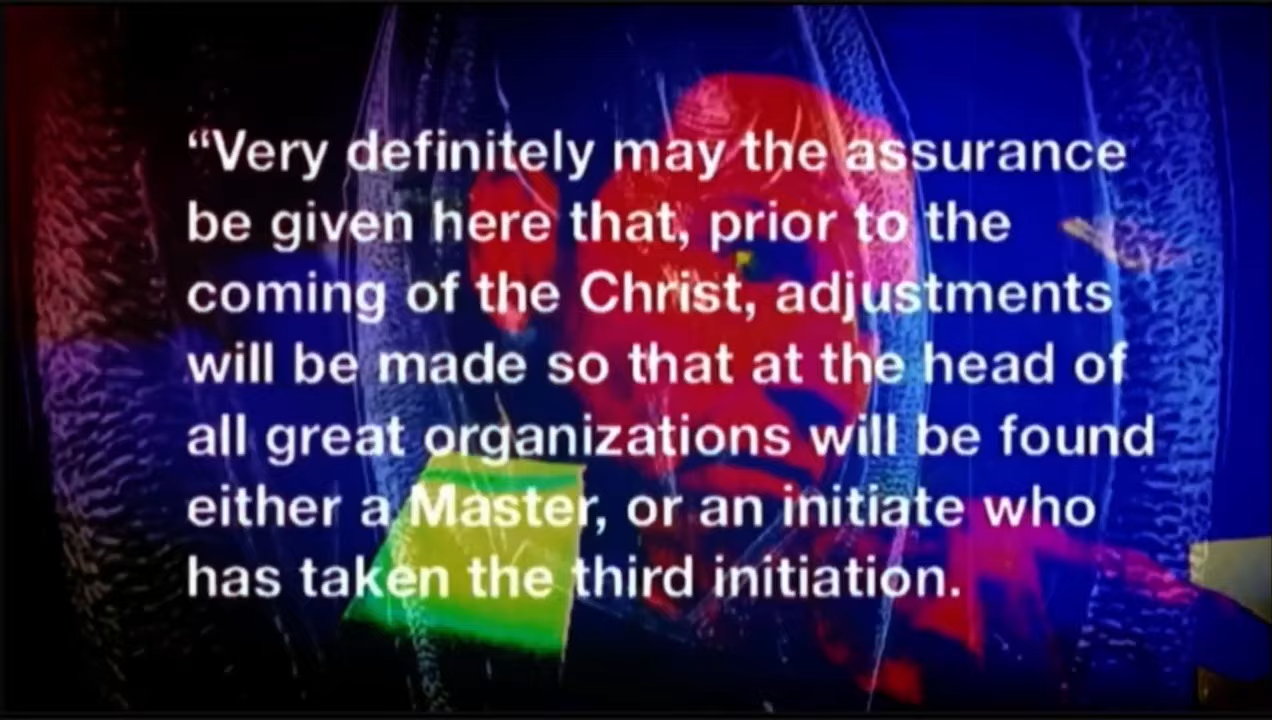 “Very definitely may the assurance
be given here that, prior to the
coming of the Christ, adjustments
will be made so that at the head of
all great organizations will be found
either a Master, or an initiate who
has taken the third initiation.